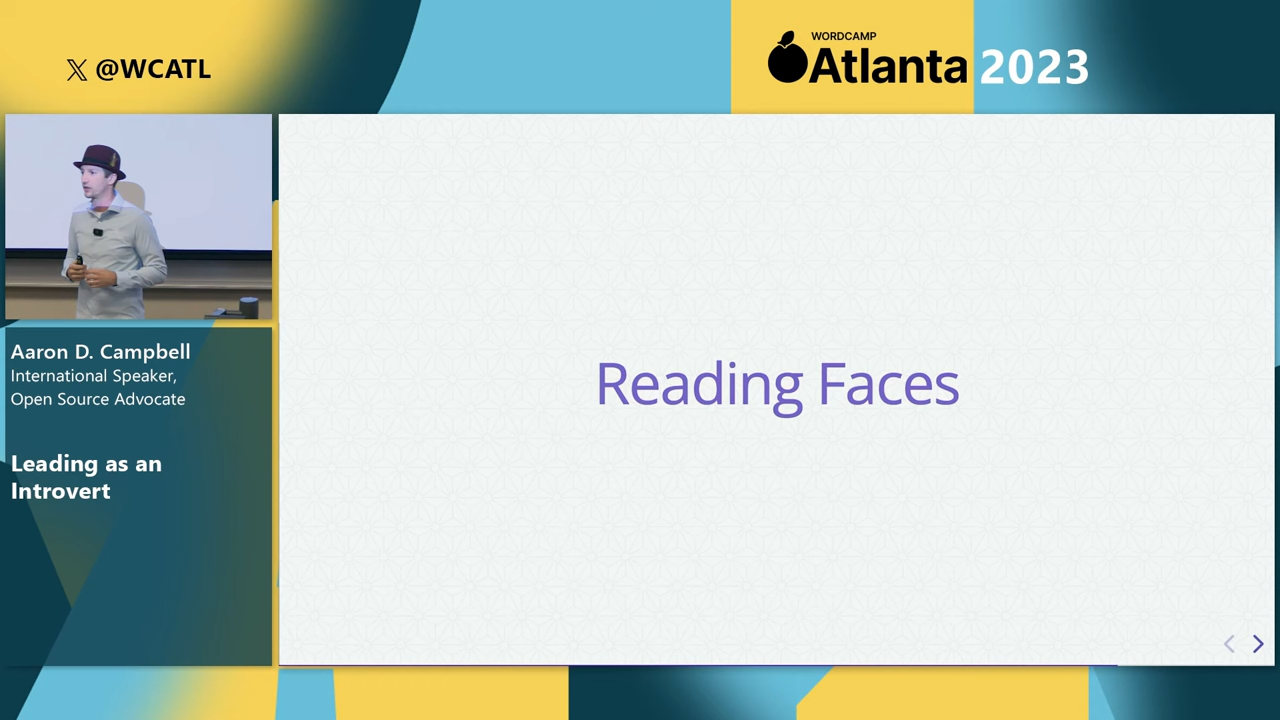 𝕏 @WCATL
WORDCAMP
Atlanta 2023
Aaron D. Campbell
International Speaker,
Open Source Advocate
Leading as an
Introvert
Reading Faces